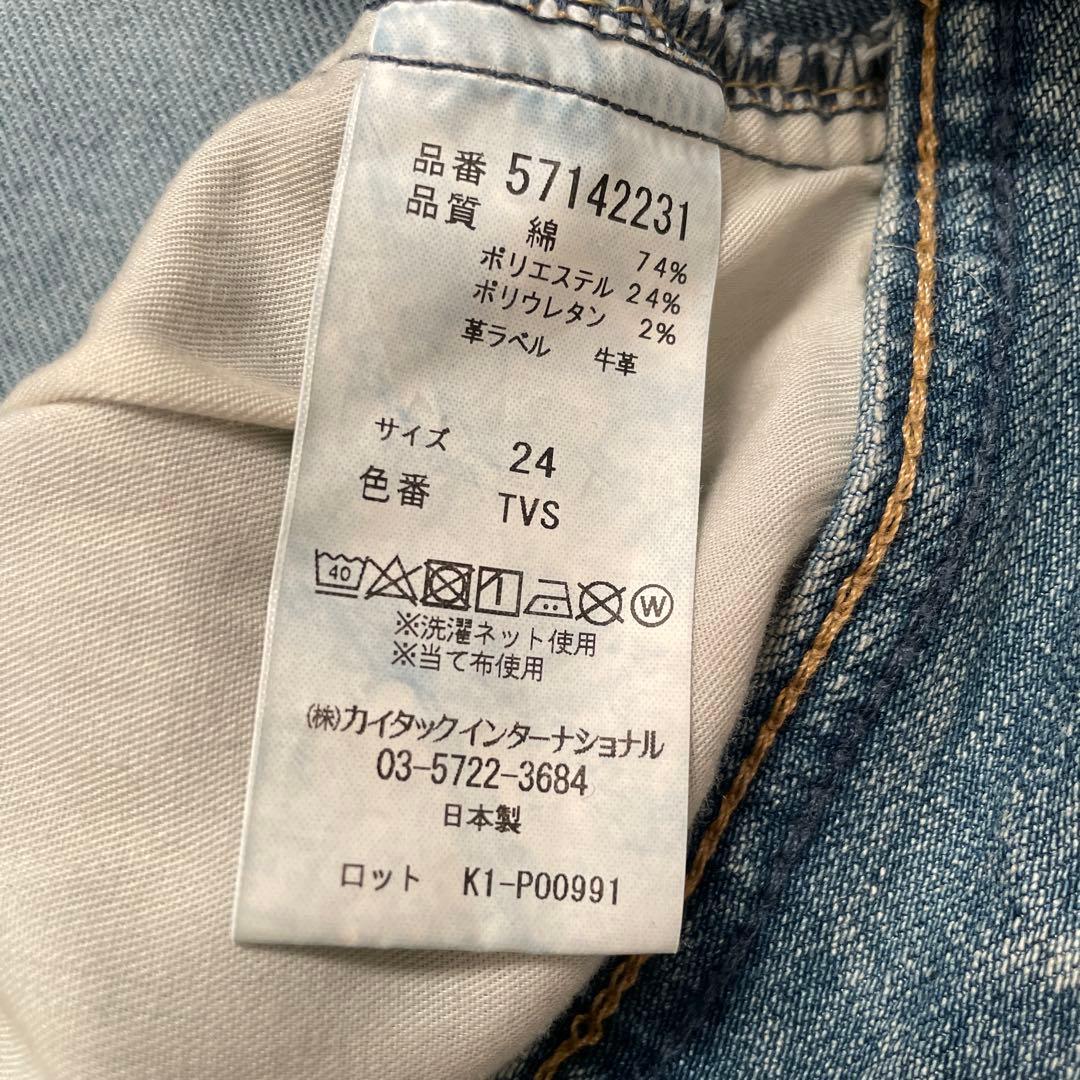 品番 57142231
品質 綿 74%
ポリエステル 24%
ポリウレタン 2%
革ラベル 牛革
サイズ 24
色番 TVS
40 W
※洗濯ネット使用
※当て布使用
(株)カイタックインターナショナル
03-5722-3684
日本製
ロット K1-P00991